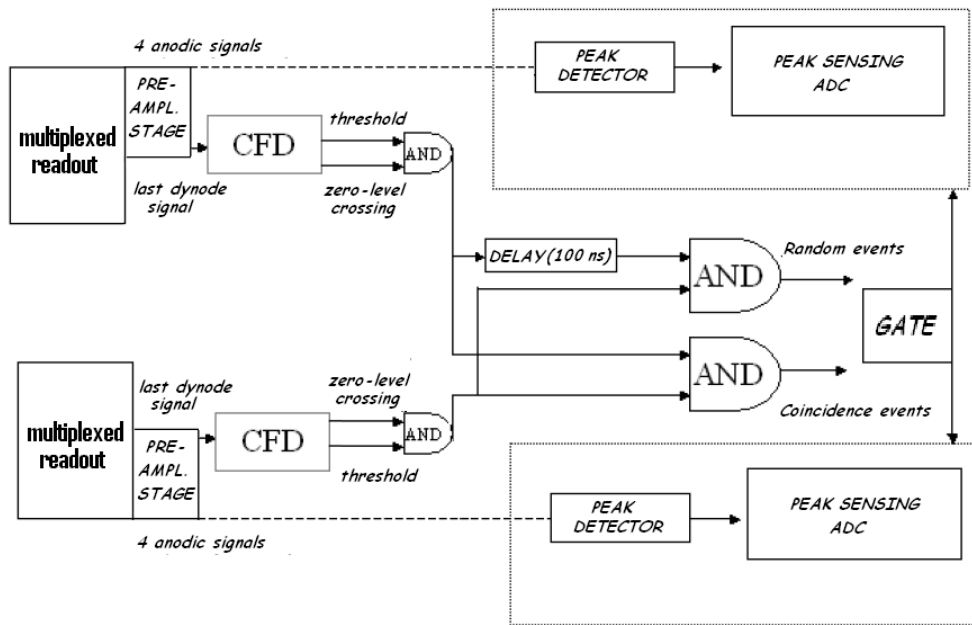 4 anodic signals
multiplexed
readout
PRE-
AMPL.
STAGE
last dynode
signal
CFD
threshold
zero-level
crossing
AND
PEAK
DETECTOR
PEAK SENSING
ADC
DELAY(100 ns)
AND
Random events
GATE
AND
Coincidence events
multiplexed
readout
last dynode
signal
PRE-
AMPL.
STAGE
CFD
zero-level
crossing
threshold
AND
4 anodic signals
PEAK
DETECTOR
PEAK SENSING
ADC